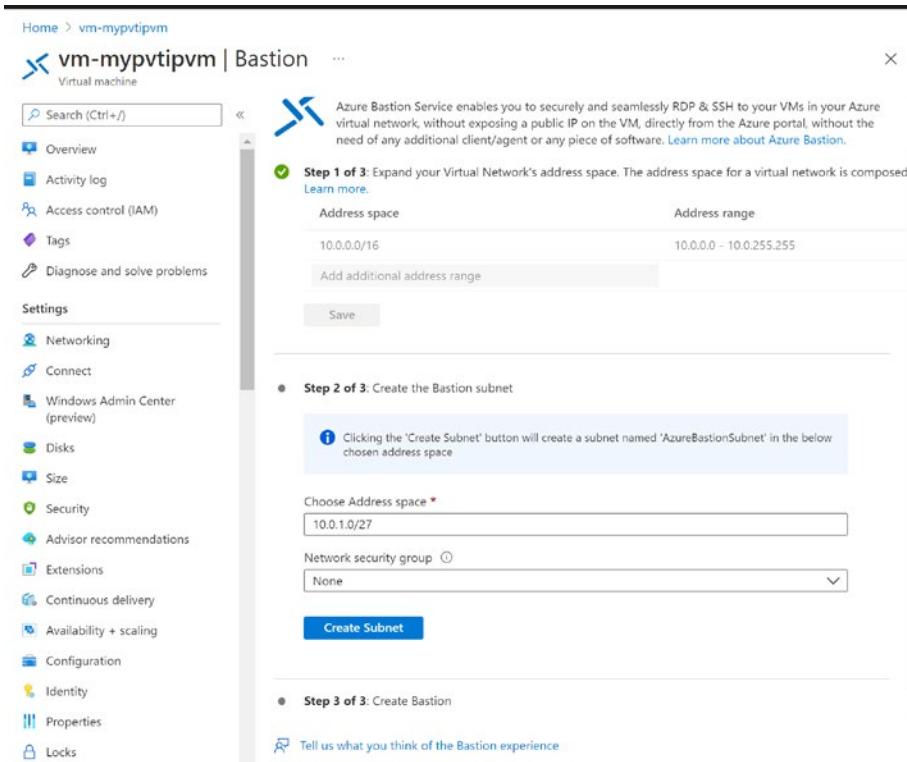 Home > vm-mypvtipvm
vm-mypvtipvm | Bastion ...
Virtual machine
Search (Ctrl+/)
Overview
Activity log
Access control (IAM)
Tags
Diagnose and solve problems
Settings
Networking
Connect
Windows Admin Center
(preview)
Disks
Size
Security
Advisor recommendations
Extensions
Continuous delivery
Availability + scaling
Configuration
Identity
Properties
Locks
Azure Bastion Service enables you to securely and seamlessly RDP & SSH to your VMs in your Azure
virtual network, without exposing a public IP on the VM, directly from the Azure portal, without the
need of any additional client/agent or any piece of software. Learn more about Azure Bastion.
Step 1 of 3: Expand your Virtual Network's address space. The address space for a virtual network is composed
Learn more.
Address space Address range
10.0.0.0/16 10.0.0.0 - 10.0.255.255
Add additional address range
Save
Step 2 of 3: Create the Bastion subnet
Clicking the 'Create Subnet' button will create a subnet named 'AzureBastionSubnet' in the below
chosen address space
Choose Address space *
10.0.1.0/27
Network security group
None
Create Subnet
Step 3 of 3: Create Bastion
Tell us what you think of the Bastion experience